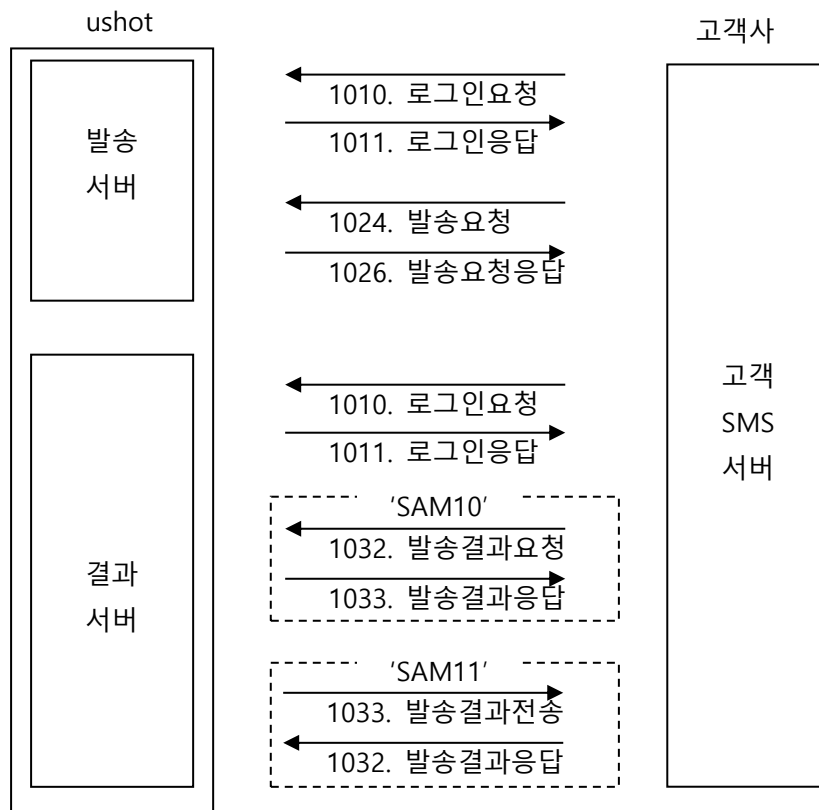 ushot
고객사
발송
서버
1010. 로그인요청
1011. 로그인응답
1024. 발송요청
1026. 발송요청응답
결과
서버
1010. 로그인요청
1011. 로그인응답
'SAM10'
1032. 발송결과요청
1033. 발송결과응답
'SAM11'
1033. 발송결과전송
1032. 발송결과응답
고객
SMS
서버